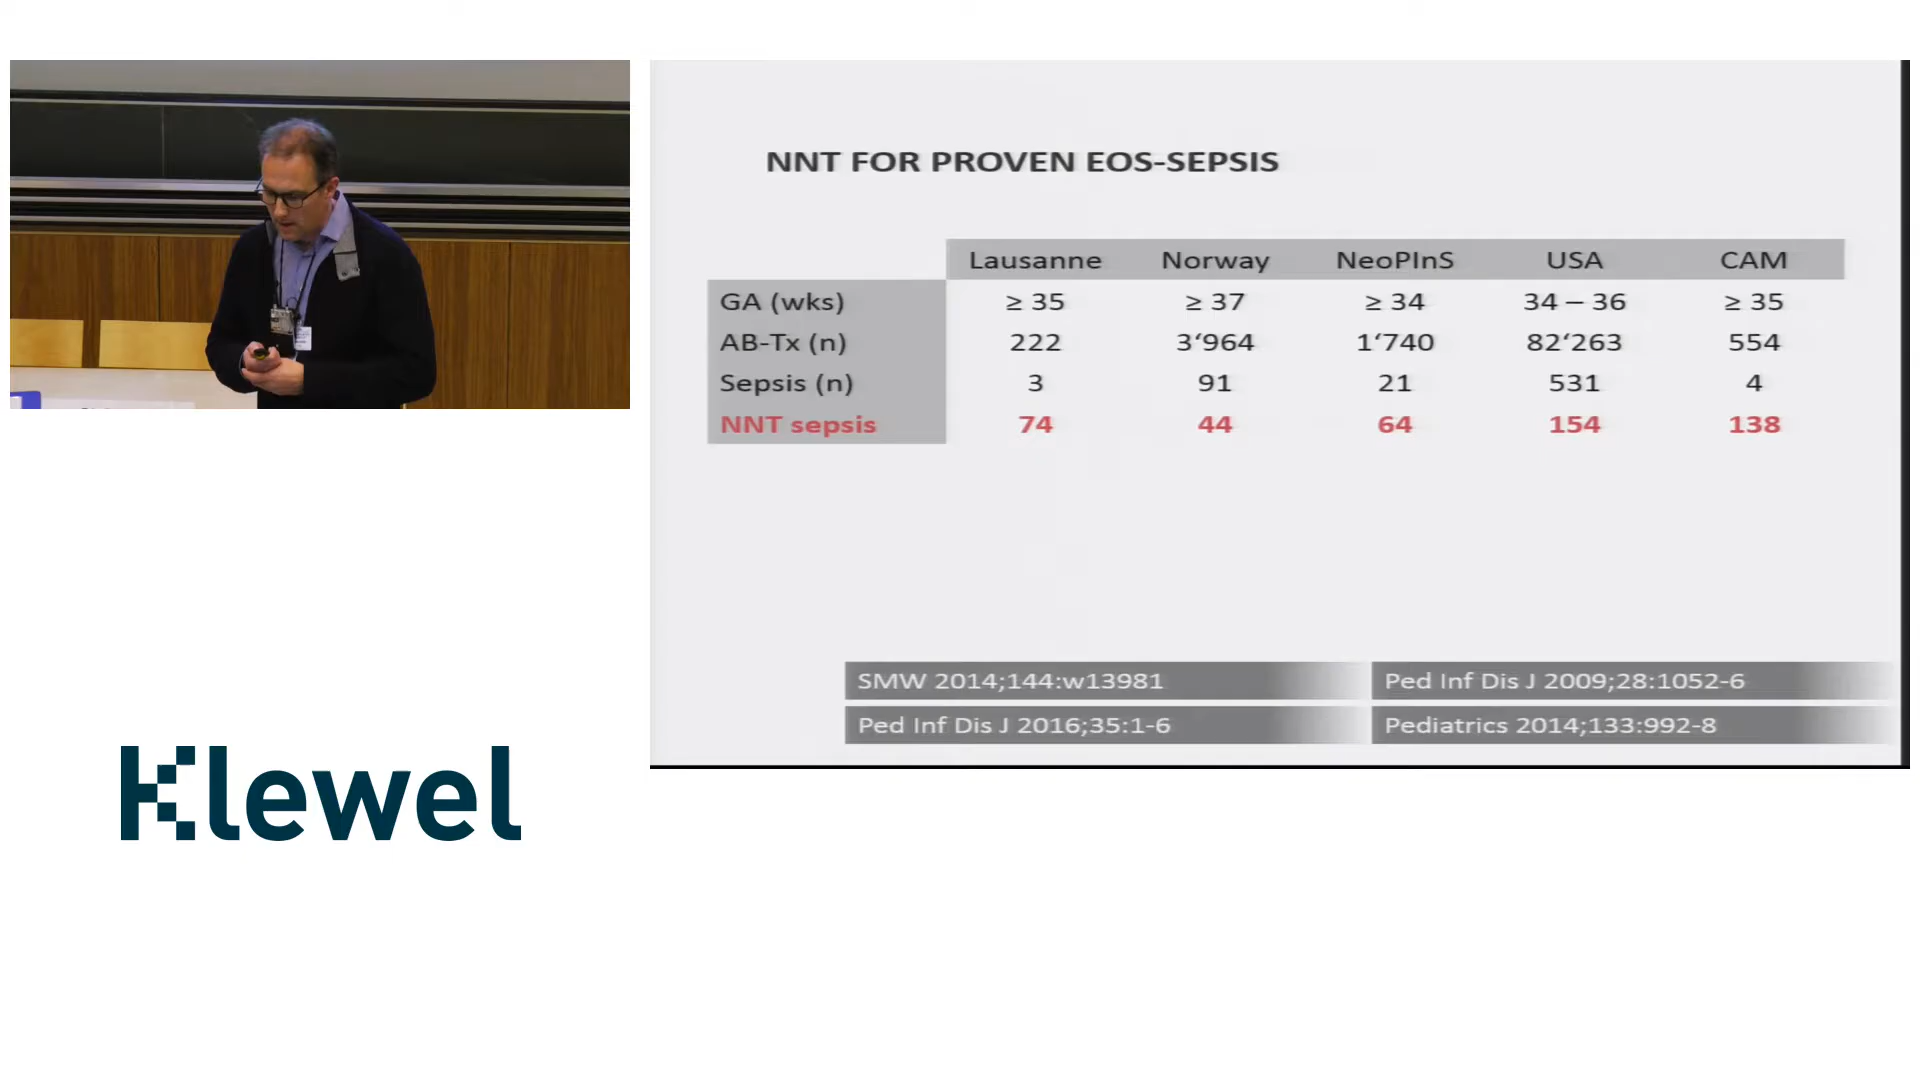 NNT FOR PROVEN EOS-SEPSIS
Lausanne Norway NeoPInS USA CAM
GA (wks) ≥ 35 ≥ 37 ≥ 34 34 – 36 ≥ 35
AB-Tx (n) 222 3‘964 1‘740 82‘263 554
Sepsis (n) 3 91 21 531 4
NNT sepsis 74 44 64 154 138
SMW 2014;144:w13981 Ped Inf Dis J 2009;28:1052-6
Ped Inf Dis J 2016;35:1-6 Pediatrics 2014;133:992-8
Klewel